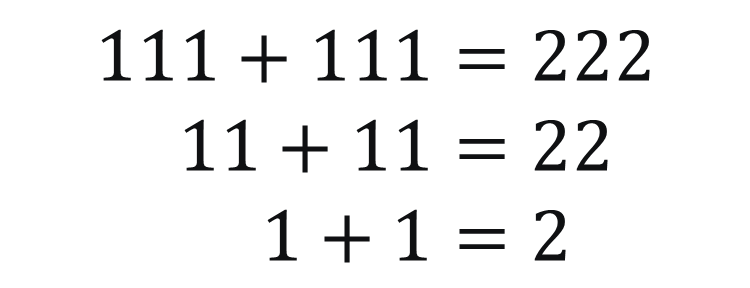 111 + 111 = 222
11 + 11 = 22
1 + 1 = 2